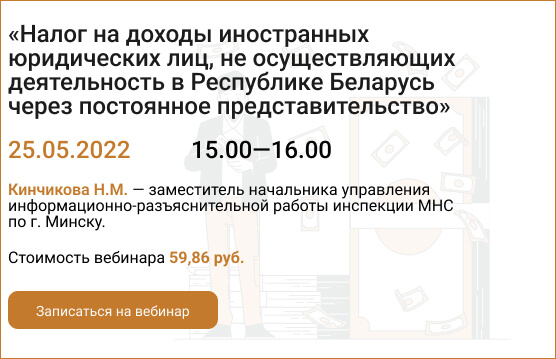 «Налог на доходы иностранных
юридических лиц, не осуществляющих
деятельность в Республике Беларусь
через постоянное представительство»
25.05.2022 15.00—16.00
Кинчикова Н.М. — заместитель начальника управления
информационно-разъяснительной работы инспекции МНС
по г. Минску.
Стоимость вебинара 59,86 руб.
Записаться на вебинар